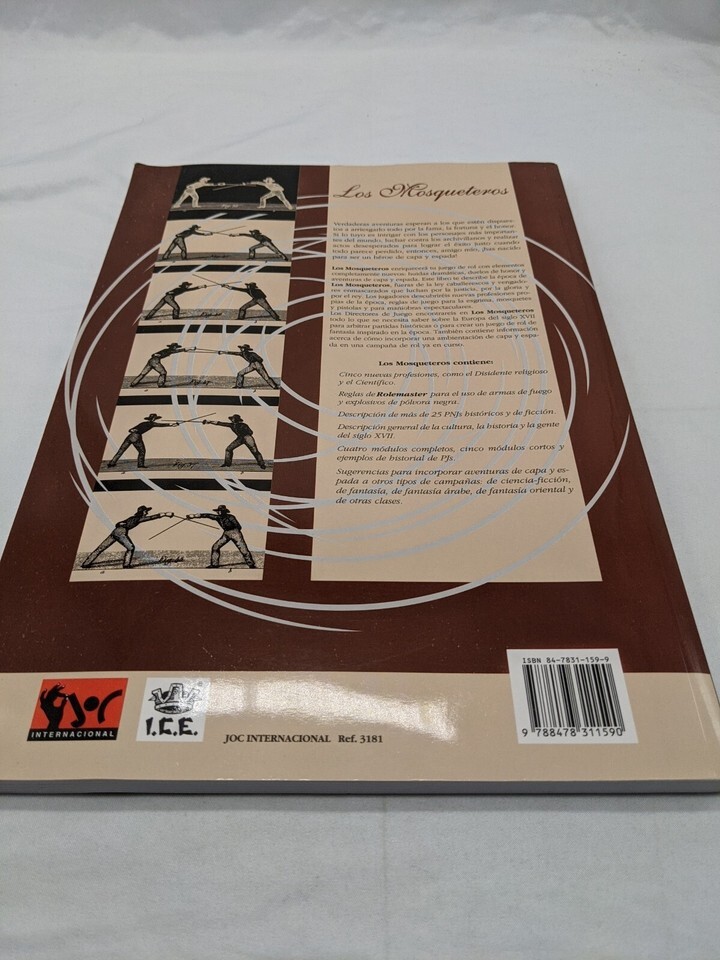 Los Mosqueteros
Verdaderas aventuras esperan a los que estén dispues-
tos a arriesgarlo todo por la fama, la fortuna y el honor.
Si lo tuyo es intrigar con los personajes más importan-
tes del mundo, luchar contra los archivillanos y realizar
actos desesperados para lograr el éxito justo cuando
todo parece perdido, entonces, amigo mío, ¡has nacido
para ser un héroe de capa y espada!
Los Mosqueteros enriquecerá tu juego de rol con elementos
completamente nuevos: huidas dramáticas, duelos de honor y
aventuras de capa y espada. Este libro te describe la época de
Los Mosqueteros, fueras de la ley caballerosos y vengado-
res enmascarados que luchan por la justicia, por la gloria y
por el rey. Los jugadores descubriréis nuevas profesiones pro-
pias de la época, reglas de juego para la esgrima, mosquetes
y pistolas y para maniobras espectaculares.
Los Directores de Juego encontraréis en Los Mosqueteros
todo lo que se necesita saber sobre la Europa del siglo XVII
para arbitrar partidas históricas o para crear un juego de rol de
fantasía inspirado en la época. También contiene información
acerca de cómo incorporar una ambientación de capa y espa-
da en una campaña de rol ya en curso.
Los Mosqueteros contiene:
Cinco nuevas profesiones, como el Disidente religioso
y el Científico.
Reglas de Rolemaster para el uso de armas de fuego
y explosivos de pólvora negra.
Descripción de más de 25 PNJs históricos y de ficción.
Descripción general de la cultura, la historia y la gente
del siglo XVII.
Cuatro módulos completos, cinco módulos cortos y
ejemplos de historial de PJs.
Sugerencias para incorporar aventuras de capa y es-
pada a otros tipos de campañas: de ciencia-ficción,
de fantasía, de fantasía árabe, de fantasía oriental y
de otras clases.
JOC
INTERNACIONAL
I.C.E.
JOC INTERNACIONAL Ref. 3181
ISBN 84-7831-159-9
9 788478 311590